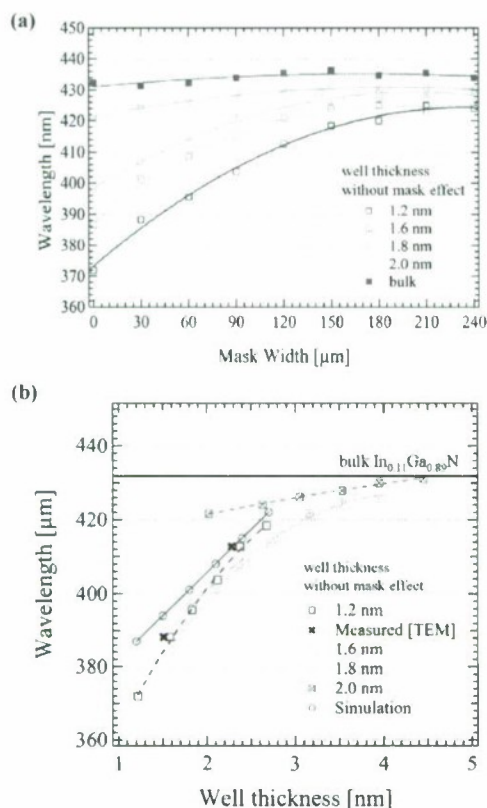 (a)
450
440
430
420
410
400
390
380
370
360
Wavelength [nm]
well thickness
without mask effect
1.2 nm
1.6 nm
1.8 nm
2.0 nm
bulk
0 30 60 90 120 150 180 210 240
Mask Width [µm]
(b)
440
420
400
380
360
Wavelength [µm]
bulk In0.11Ga0.89N
well thickness
without mask effect
1.2 nm
Measured [TEM]
1.6 nm
1.8 nm
2.0 nm
Simulation
1 2 3 4 5
Well thickness [nm]